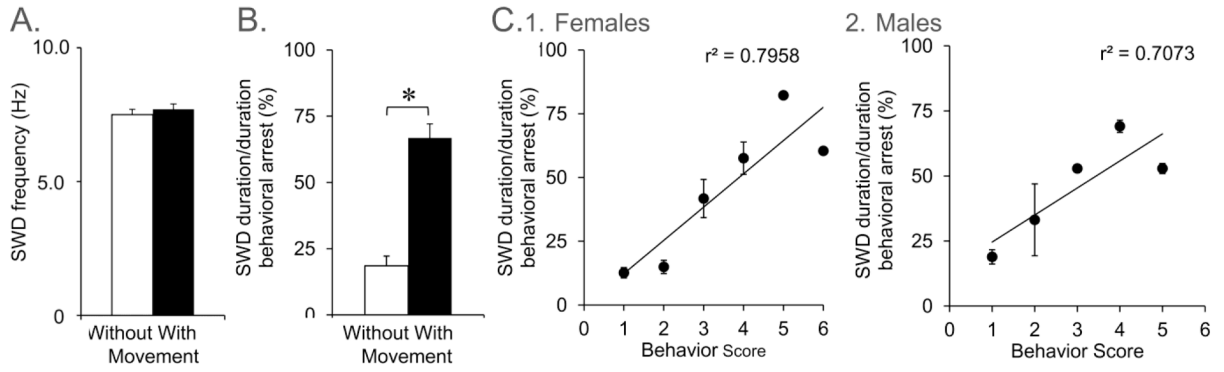 A.
10.0
5.0
0
SWD frequency (Hz)
Without With
Movement
B.
100
75
50
25
0
SWD duration/duration
behavioral arrest (%)
*
Without With
Movement
C.1. Females
100
75
50
25
0
SWD duration/duration
behavioral arrest (%)
r² = 0.7958
0 1 2 3 4 5 6
Behavior Score
2. Males
100
75
50
25
0
SWD duration/duration
behavioral arrest (%)
r² = 0.7073
0 1 2 3 4 5 6
Behavior Score